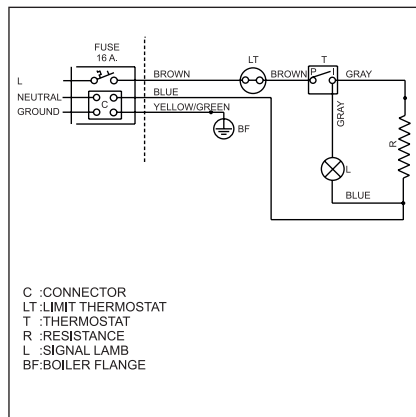 FUSE
16 A.
L
NEUTRAL
GROUND
C
BROWN
BLUE
YELLOW/GREEN
BF
LT
BROWN
T
P I
GRAY
GRAY
R
L
BLUE
C :CONNECTOR
LT :LIMIT THERMOSTAT
T :THERMOSTAT
R :RESISTANCE
L :SIGNAL LAMB
BF:BOILER FLANGE